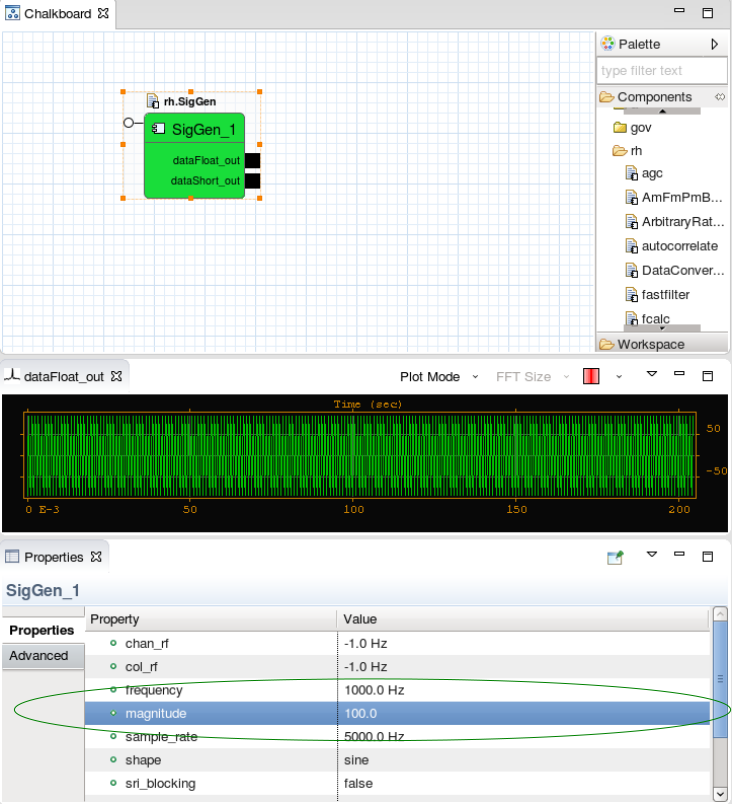 Chalkboard
Palette
type filter text
Components
gov
rh
agc
AmFmPmB...
ArbitraryRat...
autocorrelate
DataConver...
fastfilter
fcalc
Workspace
rh.SigGen
SigGen_1
dataFloat_out
dataShort_out
dataFloat_out
Plot Mode FFT Size
Time (sec)
50
-50
0 E-3 50 100 150 200
Properties
SigGen_1
Properties
Advanced
Property Value
chan_rf -1.0 Hz
col_rf -1.0 Hz
frequency 1000.0 Hz
magnitude 100.0
sample_rate 5000.0 Hz
shape sine
sri_blocking false